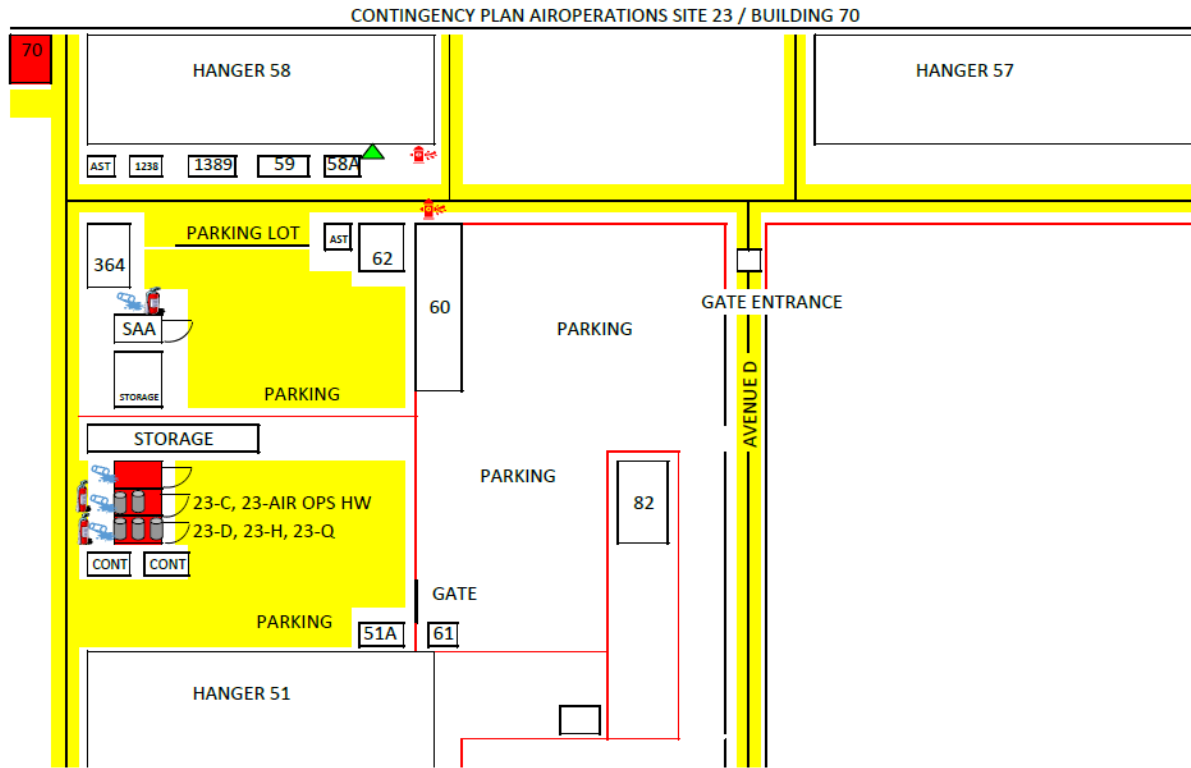 CONTINGENCY PLAN AIROPERATIONS SITE 23 / BUILDING 70
70
HANGER 58
HANGER 57
AST
1238
1389
59
58A
PARKING LOT
AST
62
364
60
GATE ENTRANCE
SAA
PARKING
STORAGE
PARKING
AVENUE D
STORAGE
PARKING
82
23-C, 23-AIR OPS HW
23-D, 23-H, 23-Q
CONT
CONT
GATE
PARKING
51A
61
HANGER 51